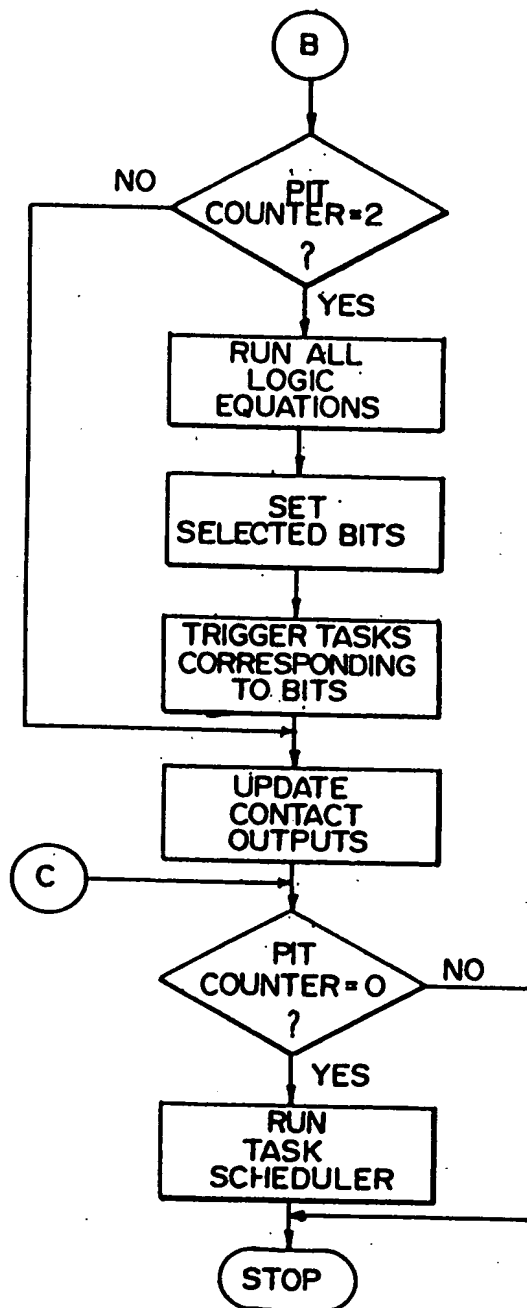 B
NO
PIT
COUNTER=2
?
YES
RUN ALL
LOGIC
EQUATIONS
SET
SELECTED BITS
TRIGGER TASKS
CORRESPONDING
TO BITS
UPDATE
CONTACT
OUTPUTS
C
PIT
COUNTER=0
?
NO
YES
RUN
TASK
SCHEDULER
STOP